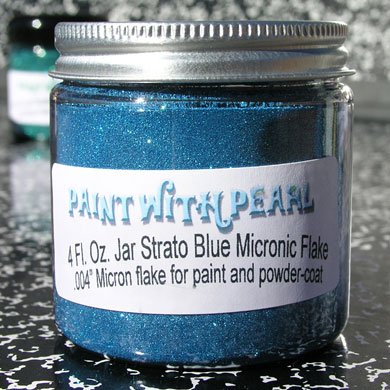 PAINT WITH PEARL
4 Fl. Oz. Jar Strato Blue Micronic Flake
.004" Micron flake for paint and powder-coat